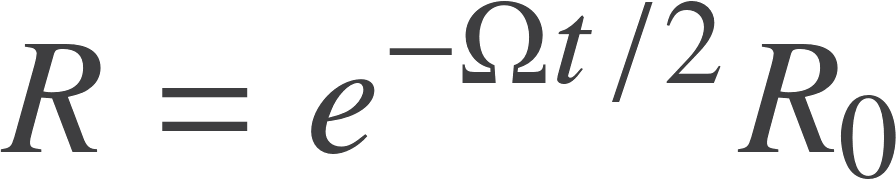 R = e^{-Ωt/2} R_0